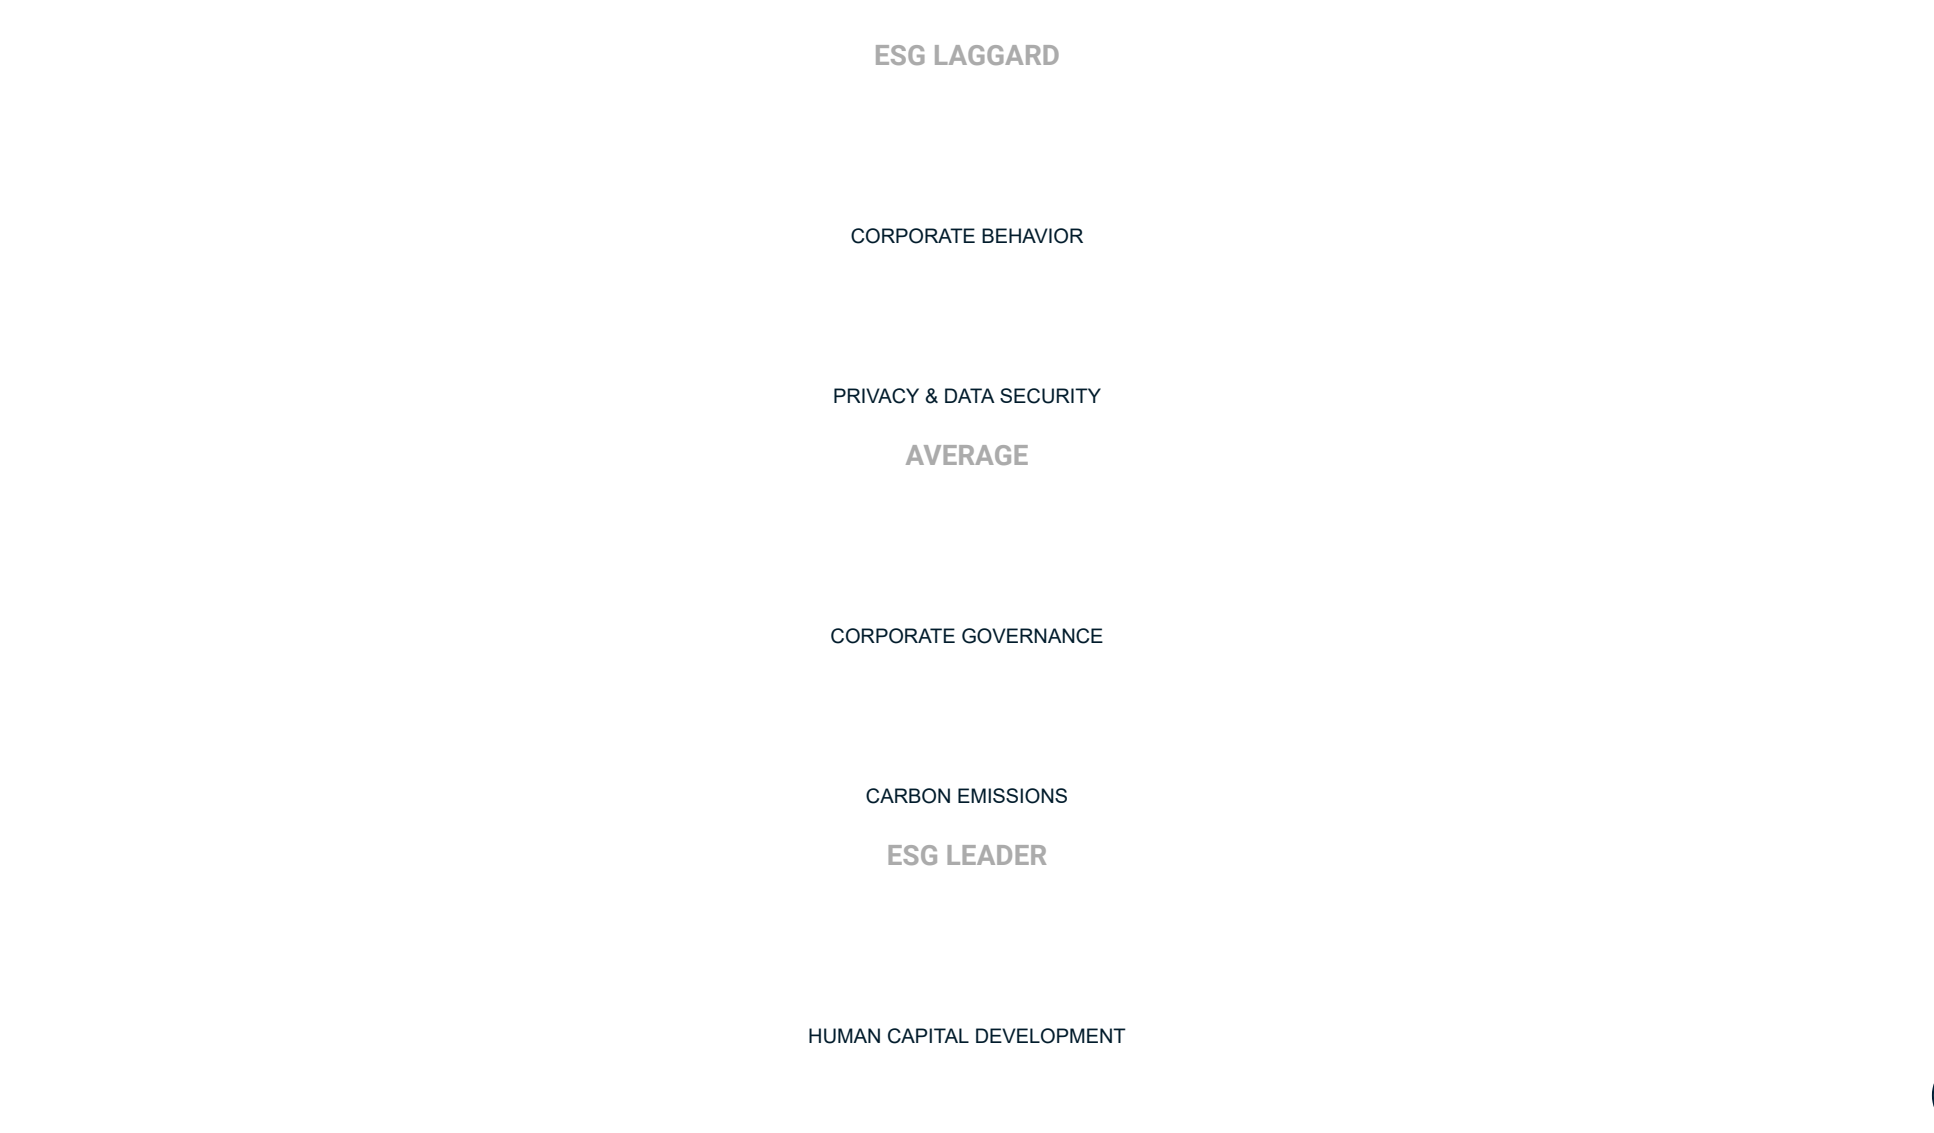 ESG LAGGARD
CORPORATE BEHAVIOR
PRIVACY & DATA SECURITY
AVERAGE
CORPORATE GOVERNANCE
CARBON EMISSIONS
ESG LEADER
HUMAN CAPITAL DEVELOPMENT